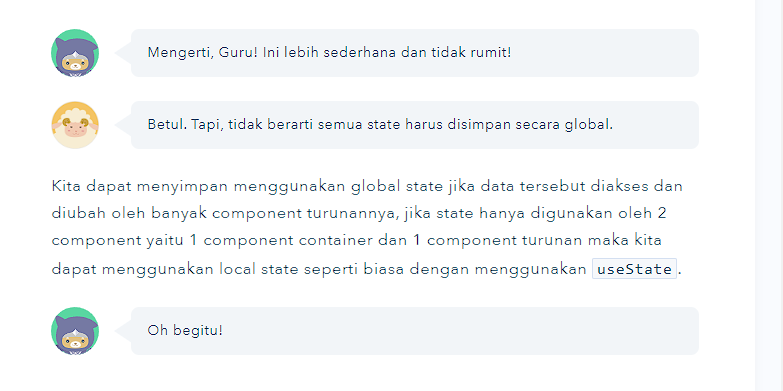 Mengerti, Guru! Ini lebih sederhana dan tidak rumit!
Betul. Tapi, tidak berarti semua state harus disimpan secara global.
Kita dapat menyimpan menggunakan global state jika data tersebut diakses dan
diubah oleh banyak component turunannya, jika state hanya digunakan oleh 2
component yaitu 1 component container dan 1 component turunan maka kita
dapat menggunakan local state seperti biasa dengan menggunakan useState.
Oh begitu!